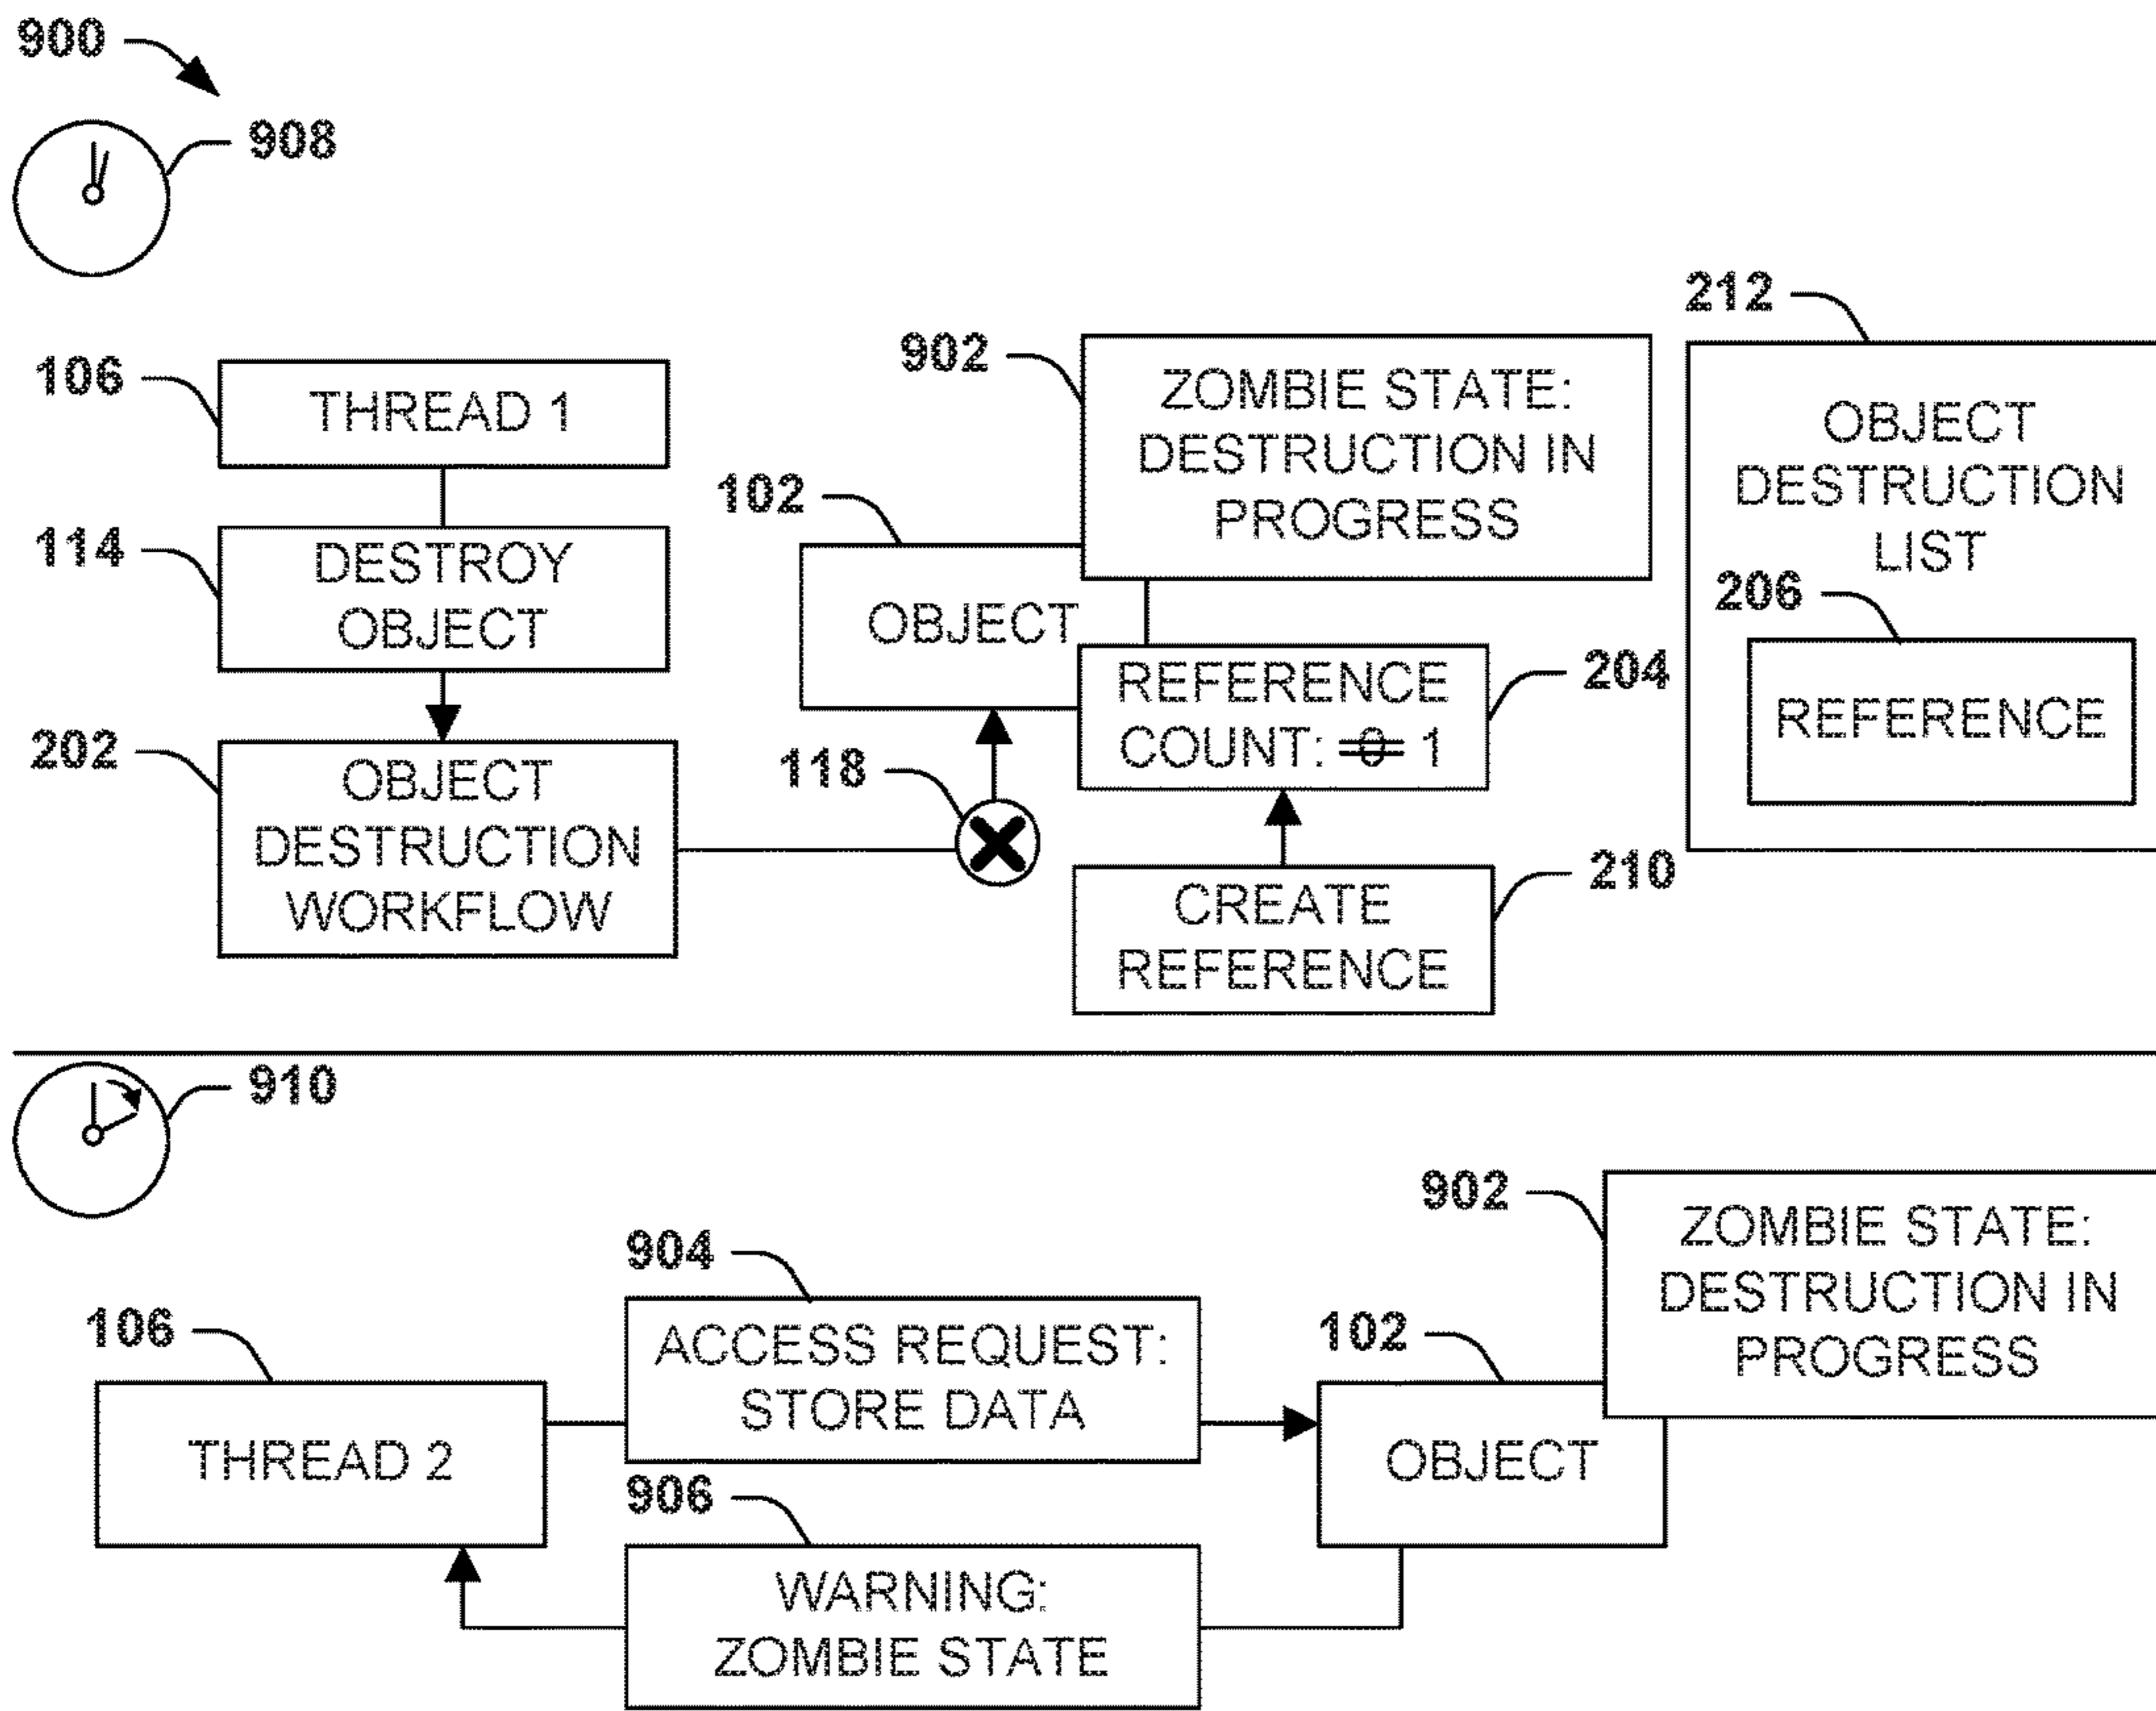 900
908
212
106
THREAD 1
902
ZOMBIE STATE:
DESTRUCTION IN
PROGRESS
OBJECT
DESTRUCTION
LIST
102
114
DESTROY
OBJECT
OBJECT
206
REFERENCE
REFERENCE
COUNT: 0 1
204
202
OBJECT
DESTRUCTION
WORKFLOW
118
CREATE
REFERENCE
210
910
902
ZOMBIE STATE:
DESTRUCTION IN
PROGRESS
904
ACCESS REQUEST:
STORE DATA
106
THREAD 2
102
OBJECT
906
WARNING:
ZOMBIE STATE